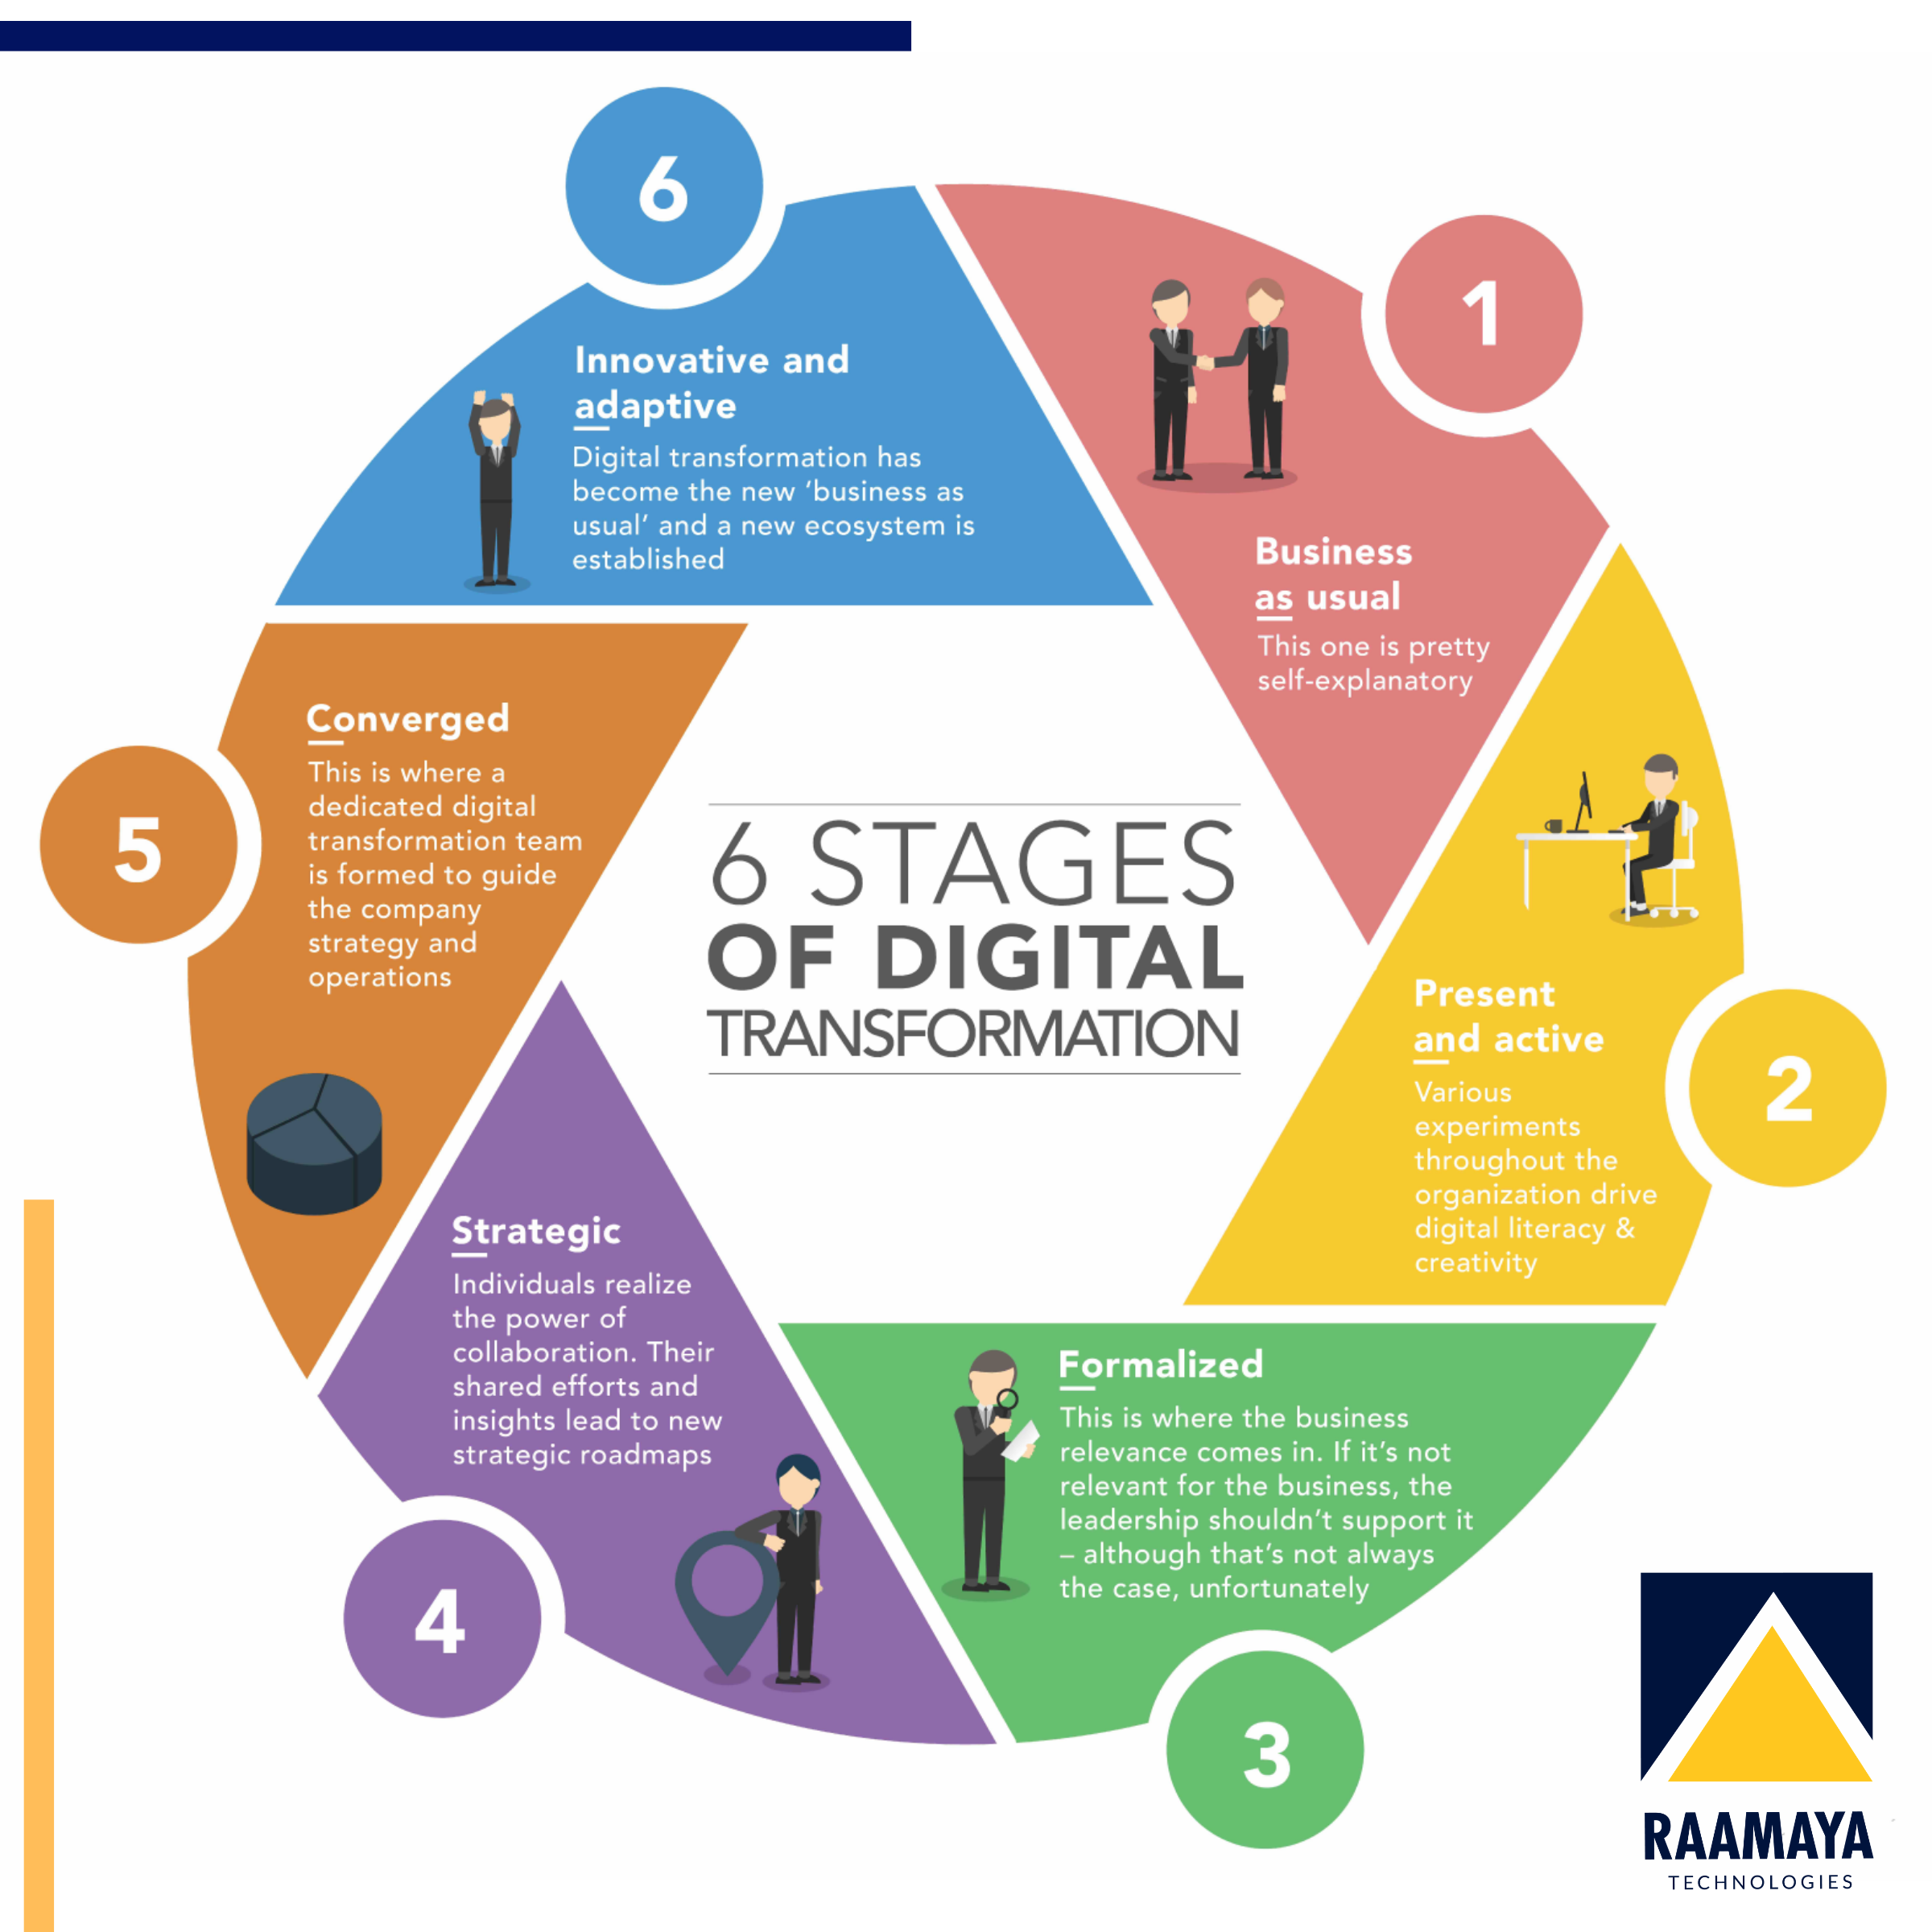 6 STAGES
OF DIGITAL
TRANSFORMATION
1
Business
as usual
This one is pretty
self-explanatory
2
Present
and active
Various
experiments
throughout the
organization drive
digital literacy &
creativity
3
Formalized
This is where the business
relevance comes in. If it's not
relevant for the business, the
leadership shouldn't support it
– although that's not always
the case, unfortunately
4
Strategic
Individuals realize
the power of
collaboration. Their
shared efforts and
insights lead to new
strategic roadmaps
5
Converged
This is where a
dedicated digital
transformation team
is formed to guide
the company
strategy and
operations
6
Innovative and
adaptive
Digital transformation has
become the new ‘business as
usual’ and a new ecosystem is
established
RAAMAYA
TECHNOLOGIES